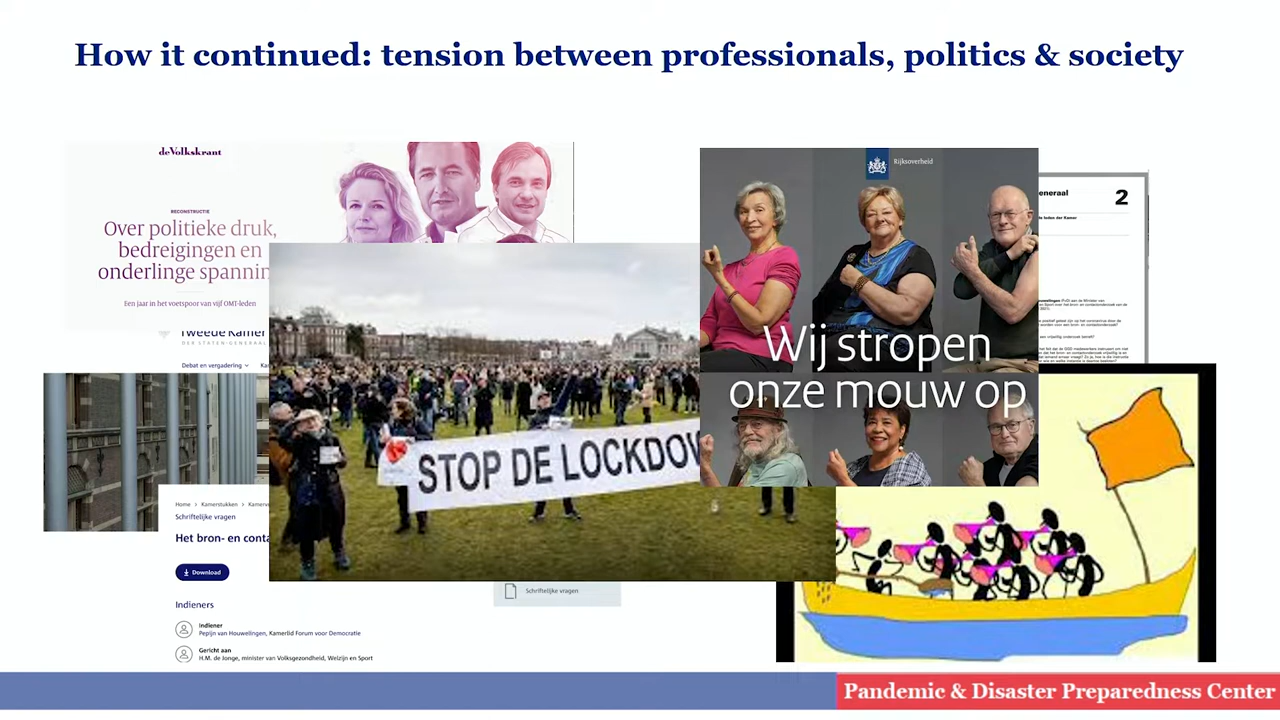 How it continued: tension between professionals, politics & society
deVolkskrant
RECONSTRUCTIE
Over politieke druk,
bedreigingen en
onderlinge spannin
Een jaar in het voetspoor van vijf OMT-leden
Tweede Kamer
DER STATEN-GENERAAL
Debat en vergadering
Home > Kamerstukken >
Schriftelijke vragen
Het bron- en conta
Download
Indieners
Indiener
Pepijn van Houwelingen, Kamerlid Forum voor Democratie
Gericht aan
H.M. de Jonge, minister van Volksgezondheid, Welzijn en Sport
Schriftelijke vragen
STOP DE LOCKDOW
Rijksoverheid
Wij stropen
onze mouw op
eneraal
2
Pandemic & Disaster Preparedness Center